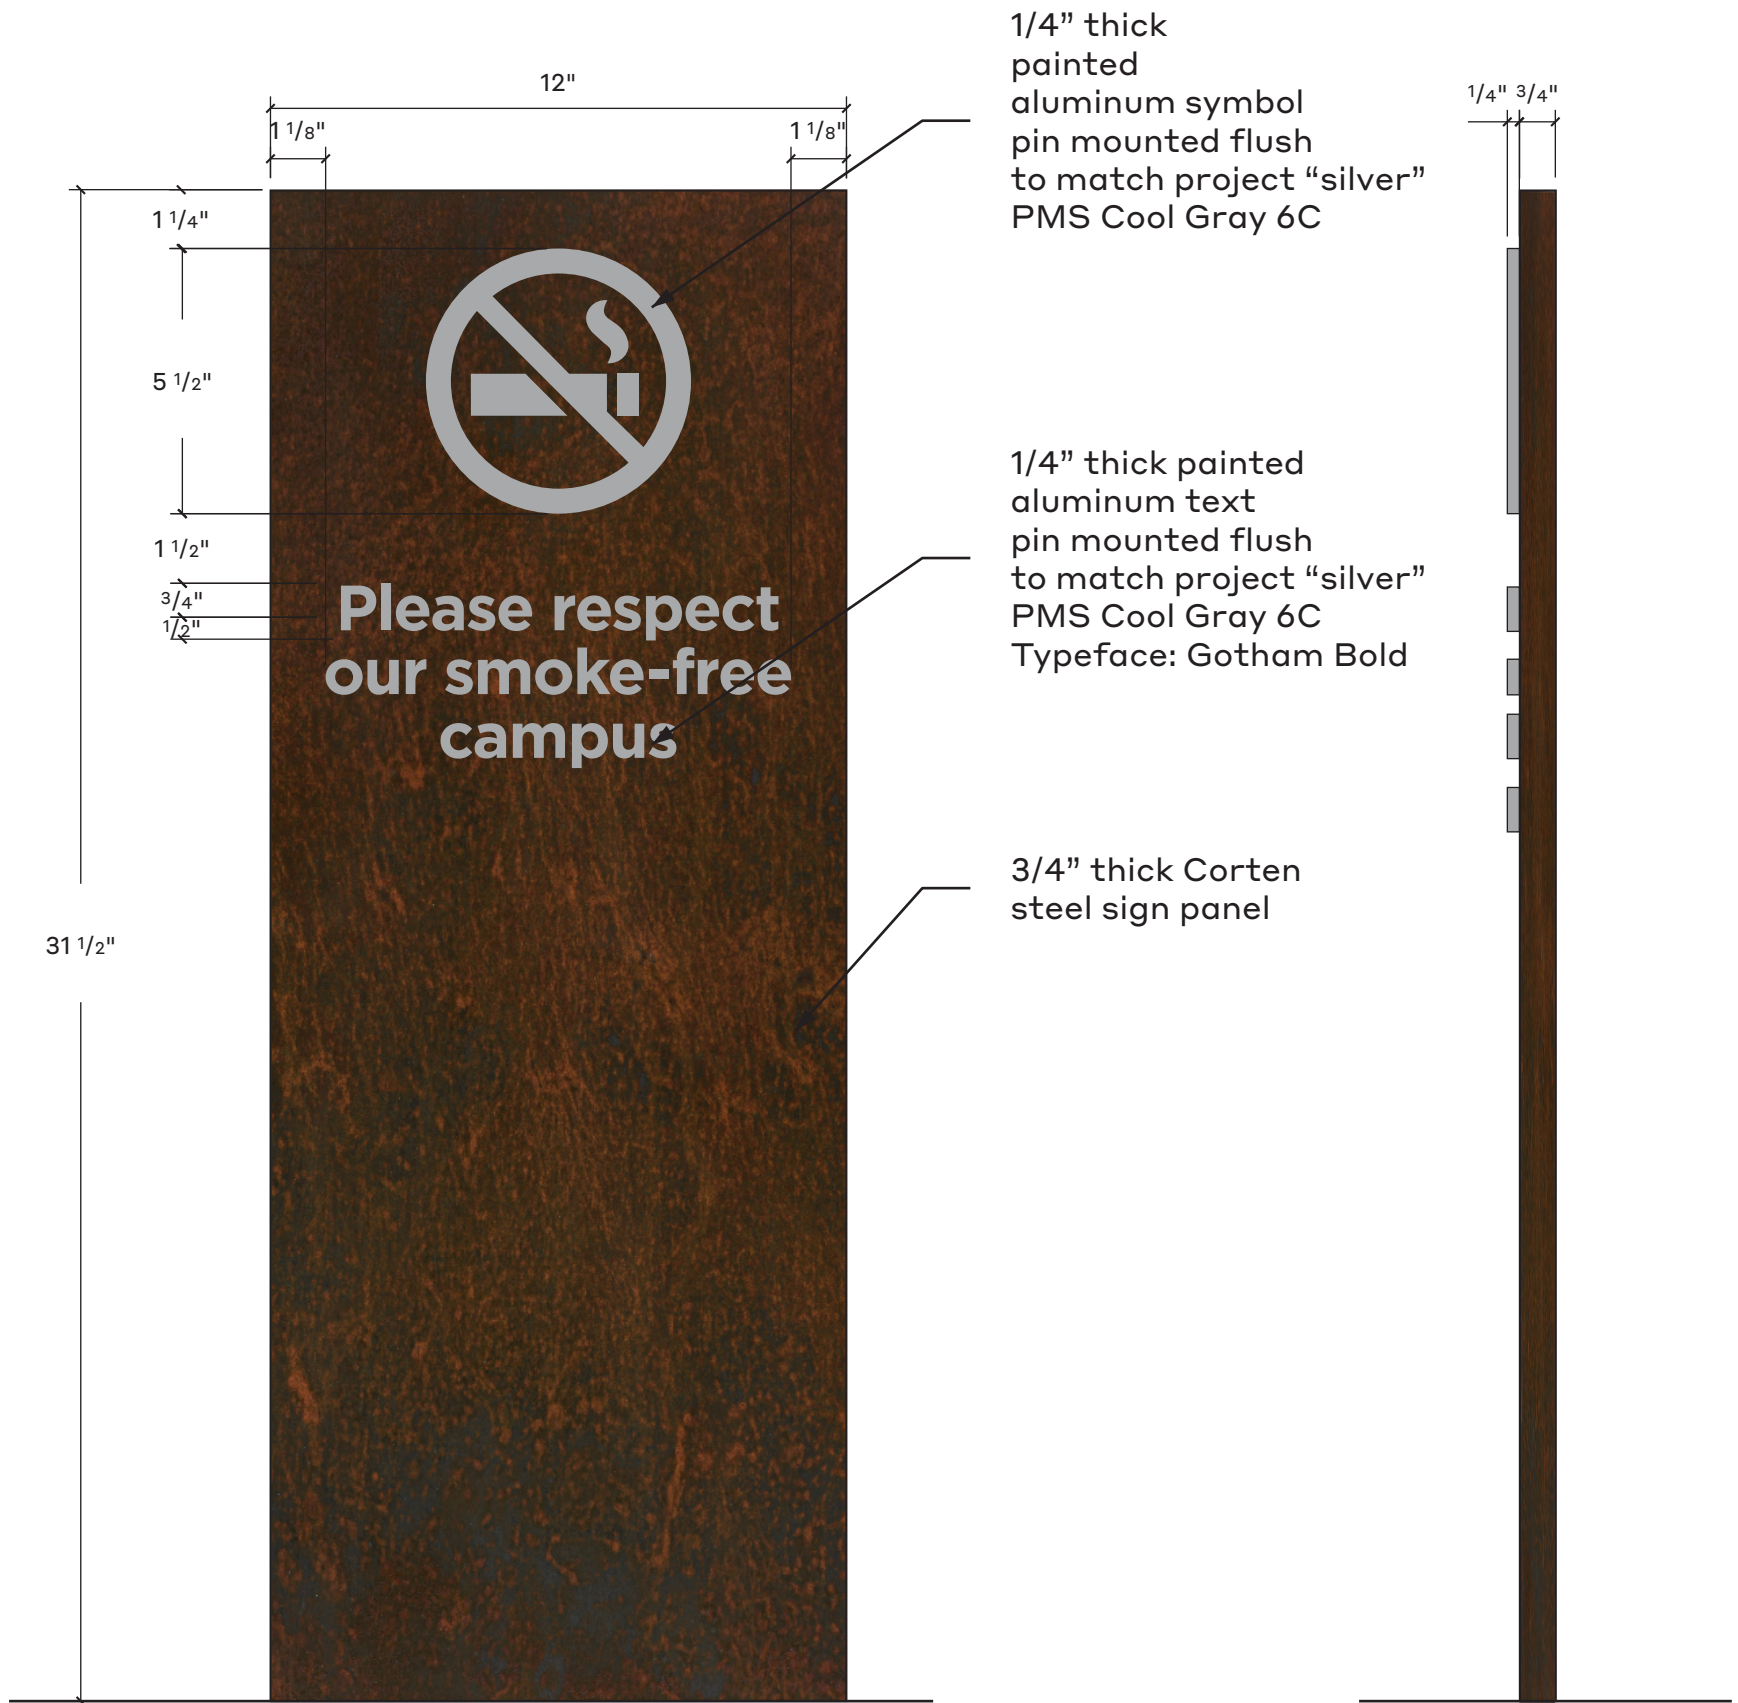 12"
1 1/8"
1 1/8"
1 1/4"
5 1/2"
1 1/2"
3/4"
1/2"
31 1/2"
Please respect
our smoke-free
campus
1/4” thick
painted
aluminum symbol
pin mounted flush
to match project “silver”
PMS Cool Gray 6C
1/4” thick painted
aluminum text
pin mounted flush
to match project “silver”
PMS Cool Gray 6C
Typeface: Gotham Bold
3/4” thick Corten
steel sign panel
1/4" 3/4"